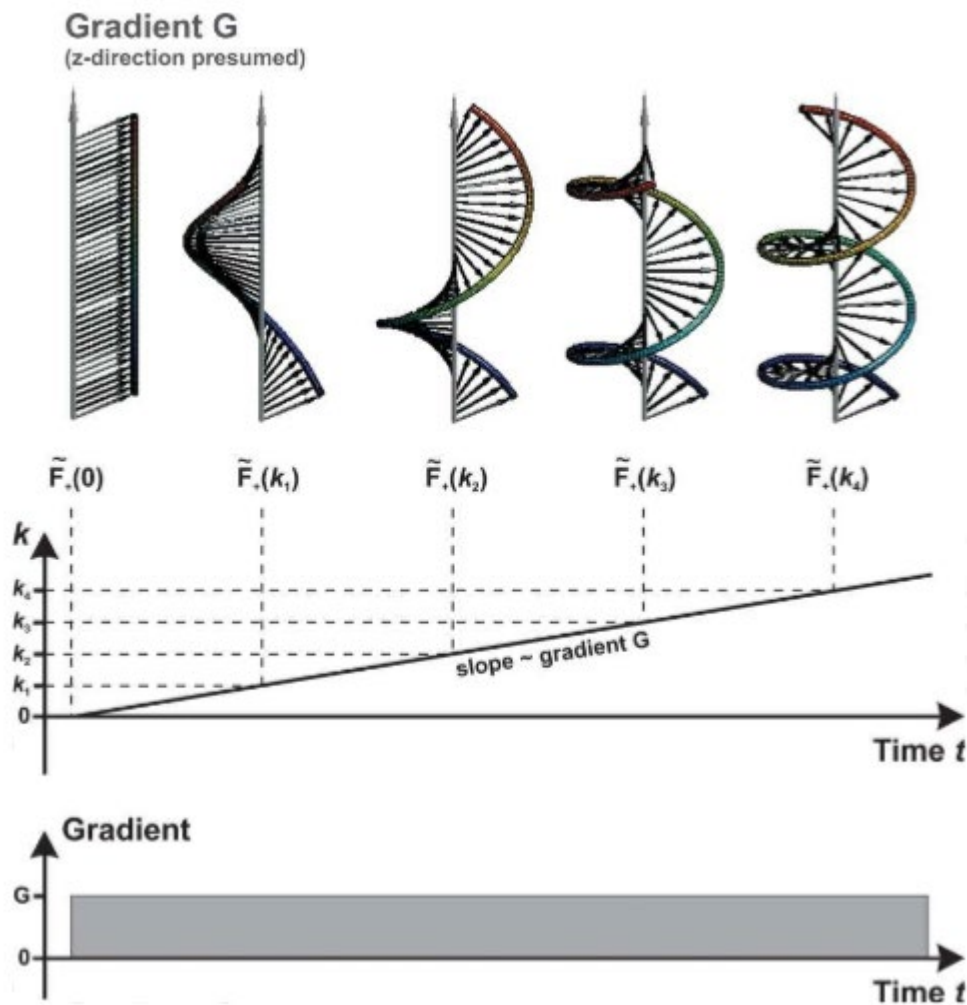 Gradient G
(z-direction presumed)
F̃₊(0) F̃₊(k₁) F̃₊(k₂) F̃₊(k₃) F̃₊(k₄)
k
k₄
k₃
k₂
k₁
0
slope ~ gradient G
Time t
Gradient
G
0
Time t